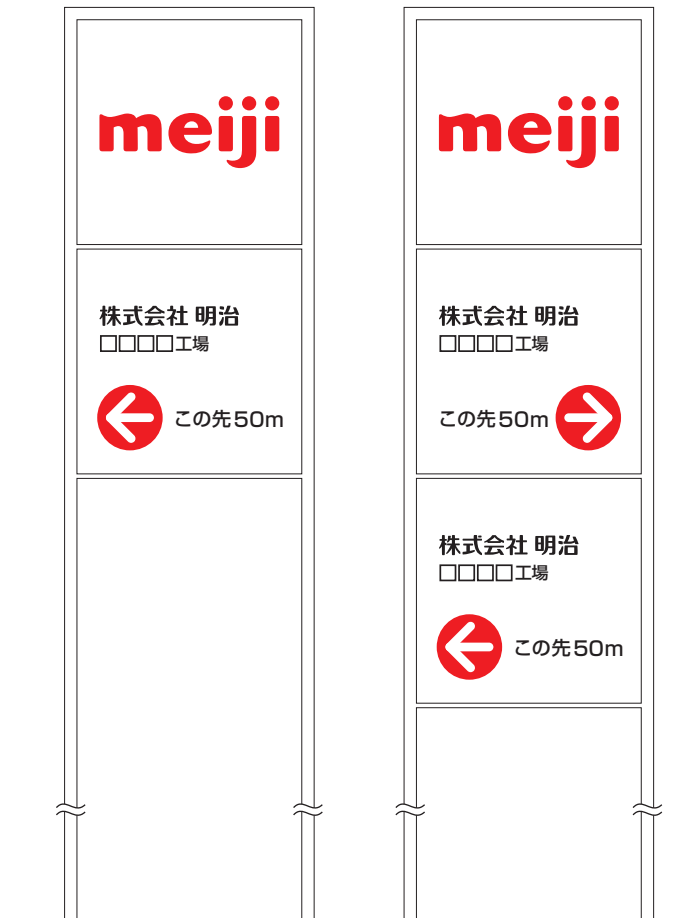 meiji
株式会社 明治
□□□□工場
この先50m
meiji
株式会社 明治
□□□□工場
この先50m
株式会社 明治
□□□□工場
この先50m